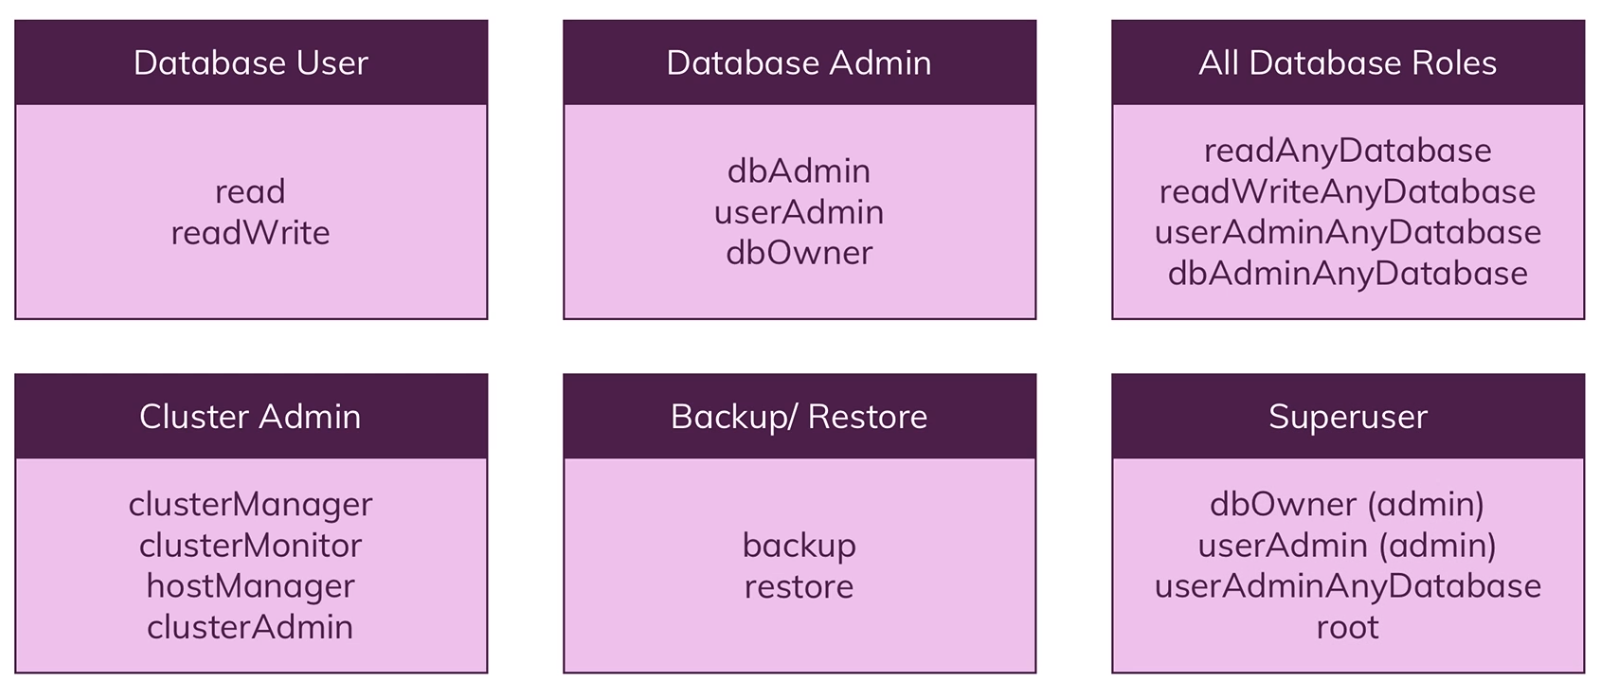 Database User
read
readWrite
Database Admin
dbAdmin
userAdmin
dbOwner
All Database Roles
readAnyDatabase
readWriteAnyDatabase
userAdminAnyDatabase
dbAdminAnyDatabase
Cluster Admin
clusterManager
clusterMonitor
hostManager
clusterAdmin
Backup/ Restore
backup
restore
Superuser
dbOwner (admin)
userAdmin (admin)
userAdminAnyDatabase
root